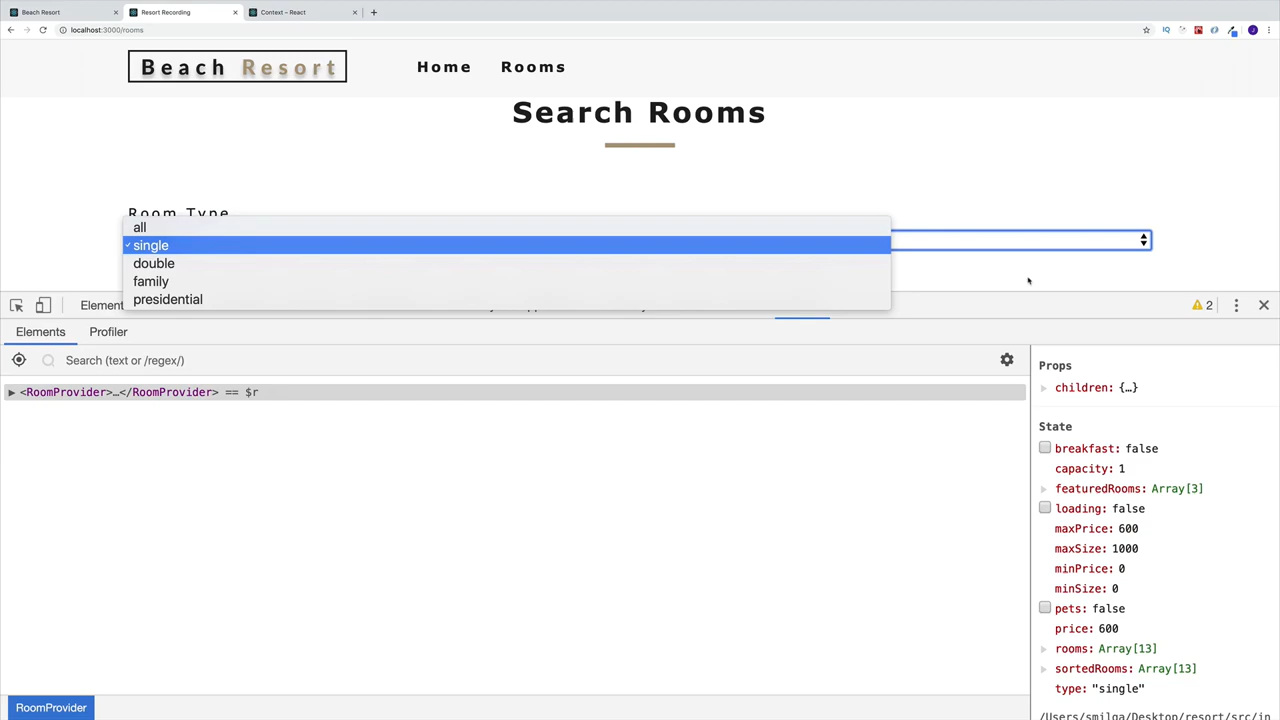 Beach Resort
Resort Recording
Context – React
localhost:3000/rooms
Beach Resort
Home
Rooms
Search Rooms
Room Type
all
single
double
family
presidential
Elemen
2
Elements
Profiler
Search (text or /regex/)
<RoomProvider>…</RoomProvider> == $r
Props
children: {…}
State
breakfast: false
capacity: 1
featuredRooms: Array[3]
loading: false
maxPrice: 600
maxSize: 1000
minPrice: 0
minSize: 0
pets: false
price: 600
rooms: Array[13]
sortedRooms: Array[13]
type: "single"
/Users/smilga/Desktop/resort/src/in
RoomProvider